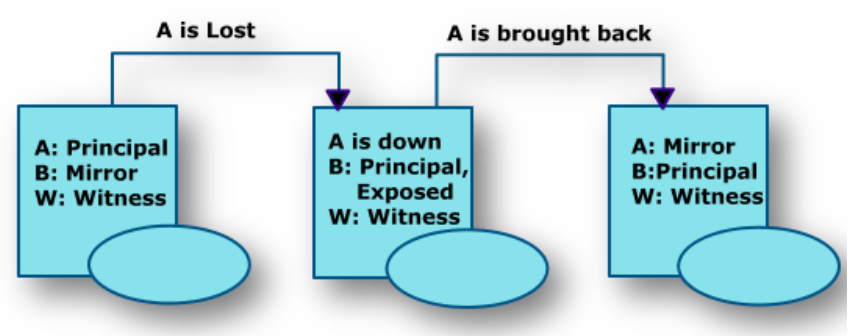 A is Lost
A is brought back
A: Principal
B: Mirror
W: Witness
A is down
B: Principal,
Exposed
W: Witness
A: Mirror
B:Principal
W: Witness